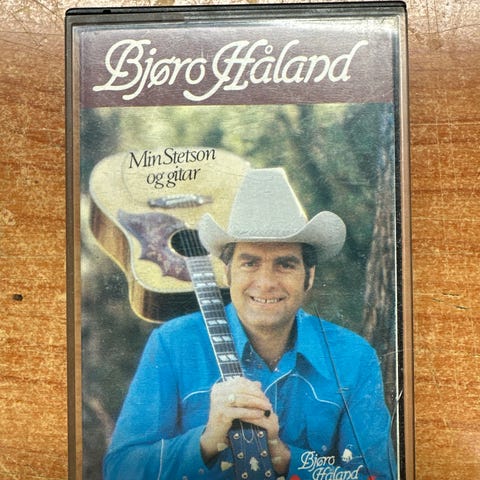 Bjøro Håland
Min Stetson
og gitar
Bjøro
Håland